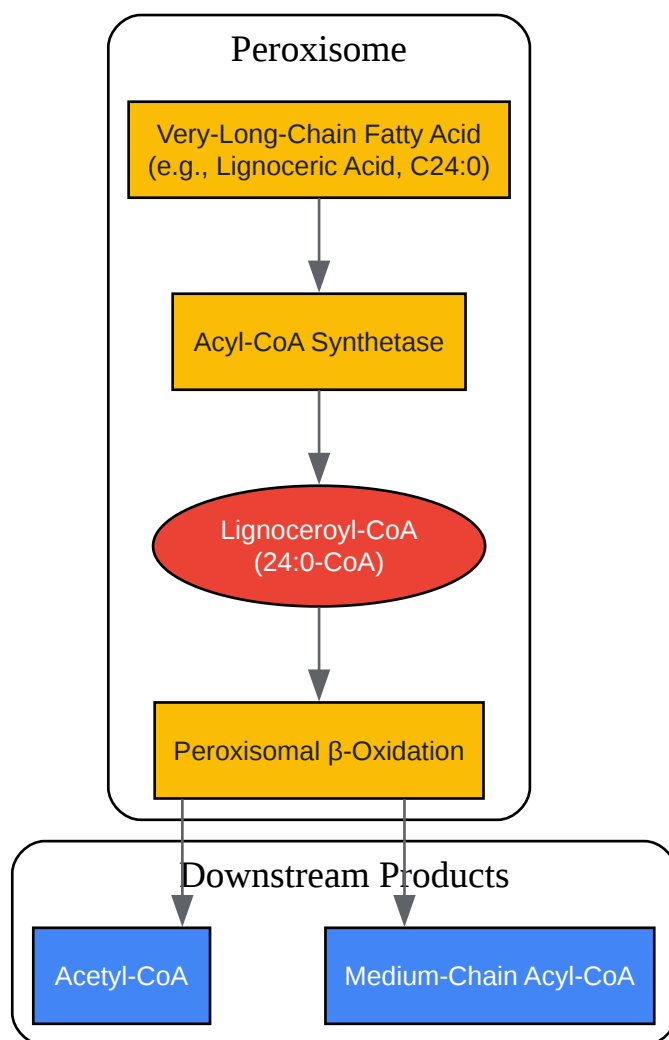 Peroxisome
Very-Long-Chain Fatty Acid
(e.g., Lignoceric Acid, C24:0)
Acyl-CoA Synthetase
Lignoceroyl-CoA
(24:0-CoA)
Peroxisomal β-Oxidation
Downstream Products
Acetyl-CoA
Medium-Chain Acyl-CoA